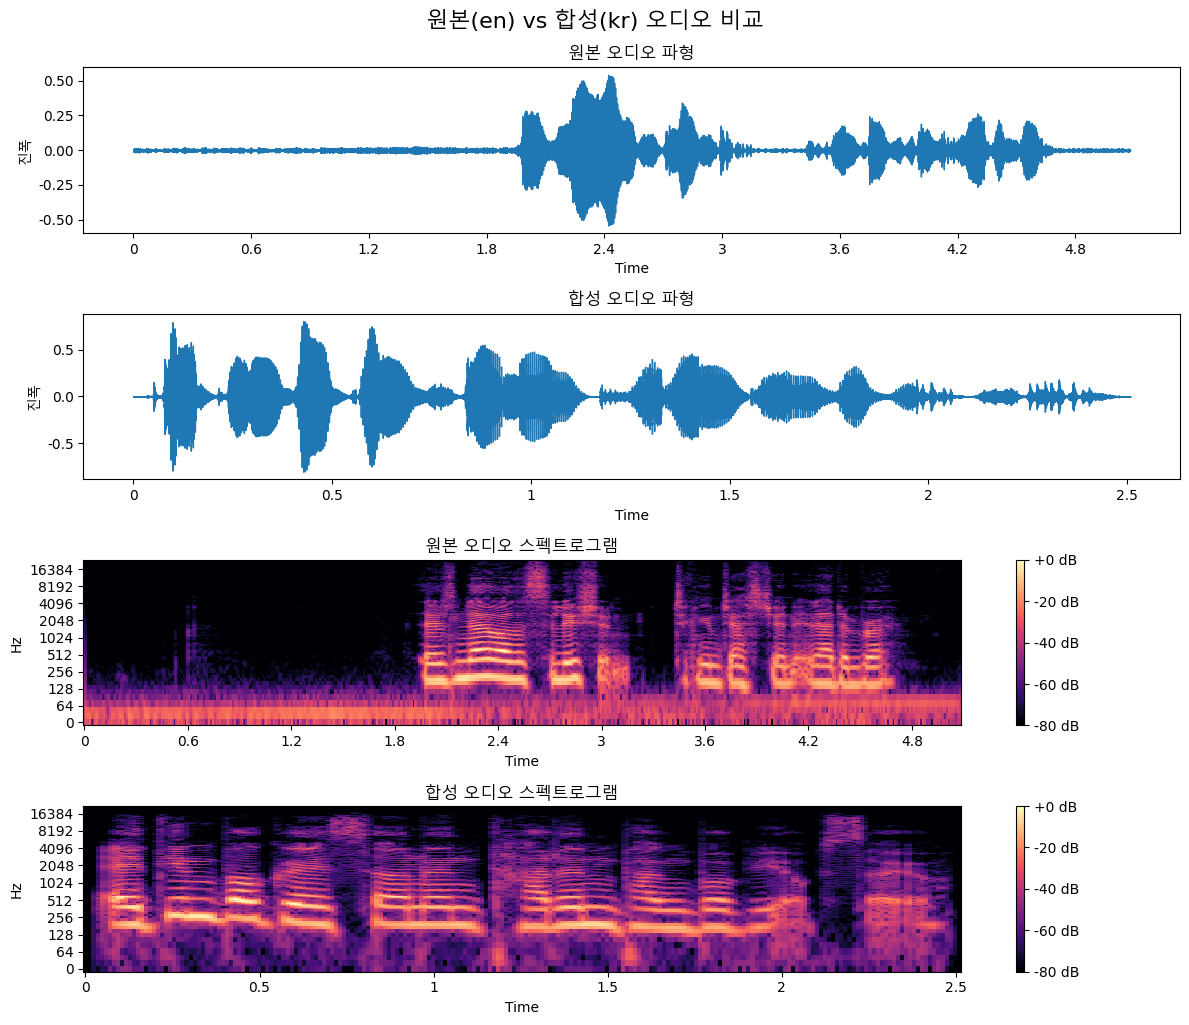 원본(en) vs 합성(kr) 오디오 비교
원본 오디오 파형
0.50
0.25
0.00
-0.25
-0.50
진폭
0 0.6 1.2 1.8 2.4 3 3.6 4.2 4.8
Time
합성 오디오 파형
0.5
0.0
-0.5
진폭
0 0.5 1 1.5 2 2.5
Time
원본 오디오 스펙트로그램
16384
8192
4096
2048
1024
512
256
128
64
0
Hz
0 0.6 1.2 1.8 2.4 3 3.6 4.2 4.8
Time
+0 dB
-20 dB
-40 dB
-60 dB
-80 dB
합성 오디오 스펙트로그램
16384
8192
4096
2048
1024
512
256
128
64
0
Hz
0 0.5 1 1.5 2 2.5
Time
+0 dB
-20 dB
-40 dB
-60 dB
-80 dB